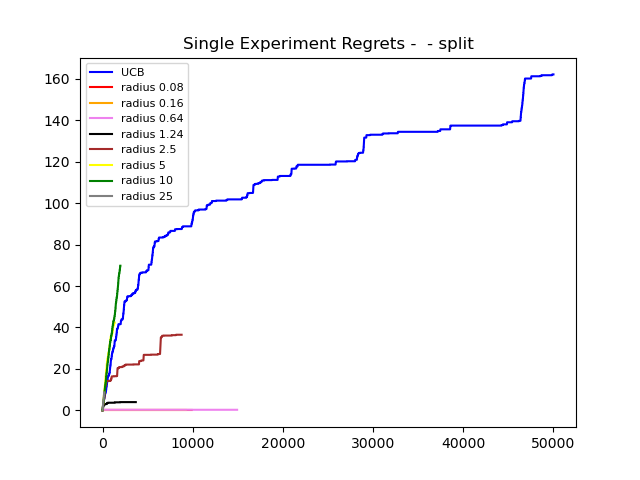 Single Experiment Regrets -  - split
UCB
radius 0.08
radius 0.16
radius 0.64
radius 1.24
radius 2.5
radius 5
radius 10
radius 25
160
140
120
100
80
60
40
20
0
0 10000 20000 30000 40000 50000